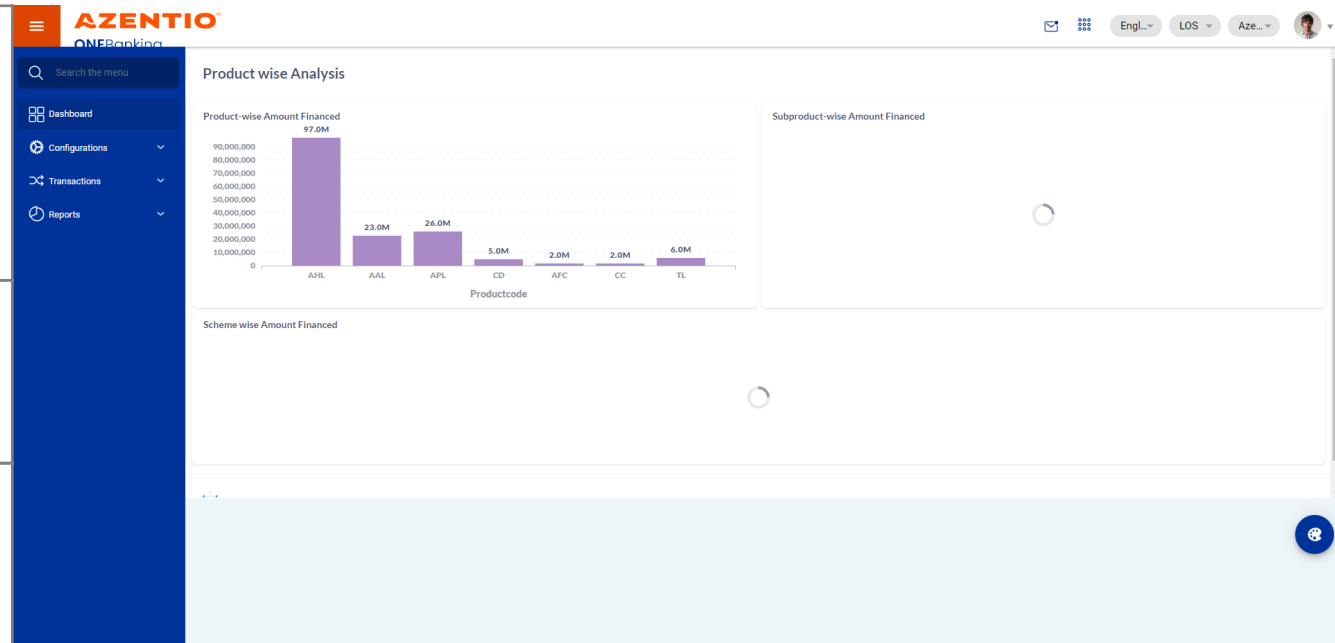 AZENTIO™
ONEBanking
Engl...
LOS
Aze...
Search the menu
Dashboard
Configurations
Transactions
Reports
Product wise Analysis
Product-wise Amount Financed
97.0M
90,000,000
80,000,000
70,000,000
60,000,000
50,000,000
40,000,000
30,000,000
20,000,000
10,000,000
0
23.0M
26.0M
5.0M
2.0M
2.0M
6.0M
AHL AAL APL CD AFC CC TL
Productcode
Subproduct-wise Amount Financed
Scheme wise Amount Financed